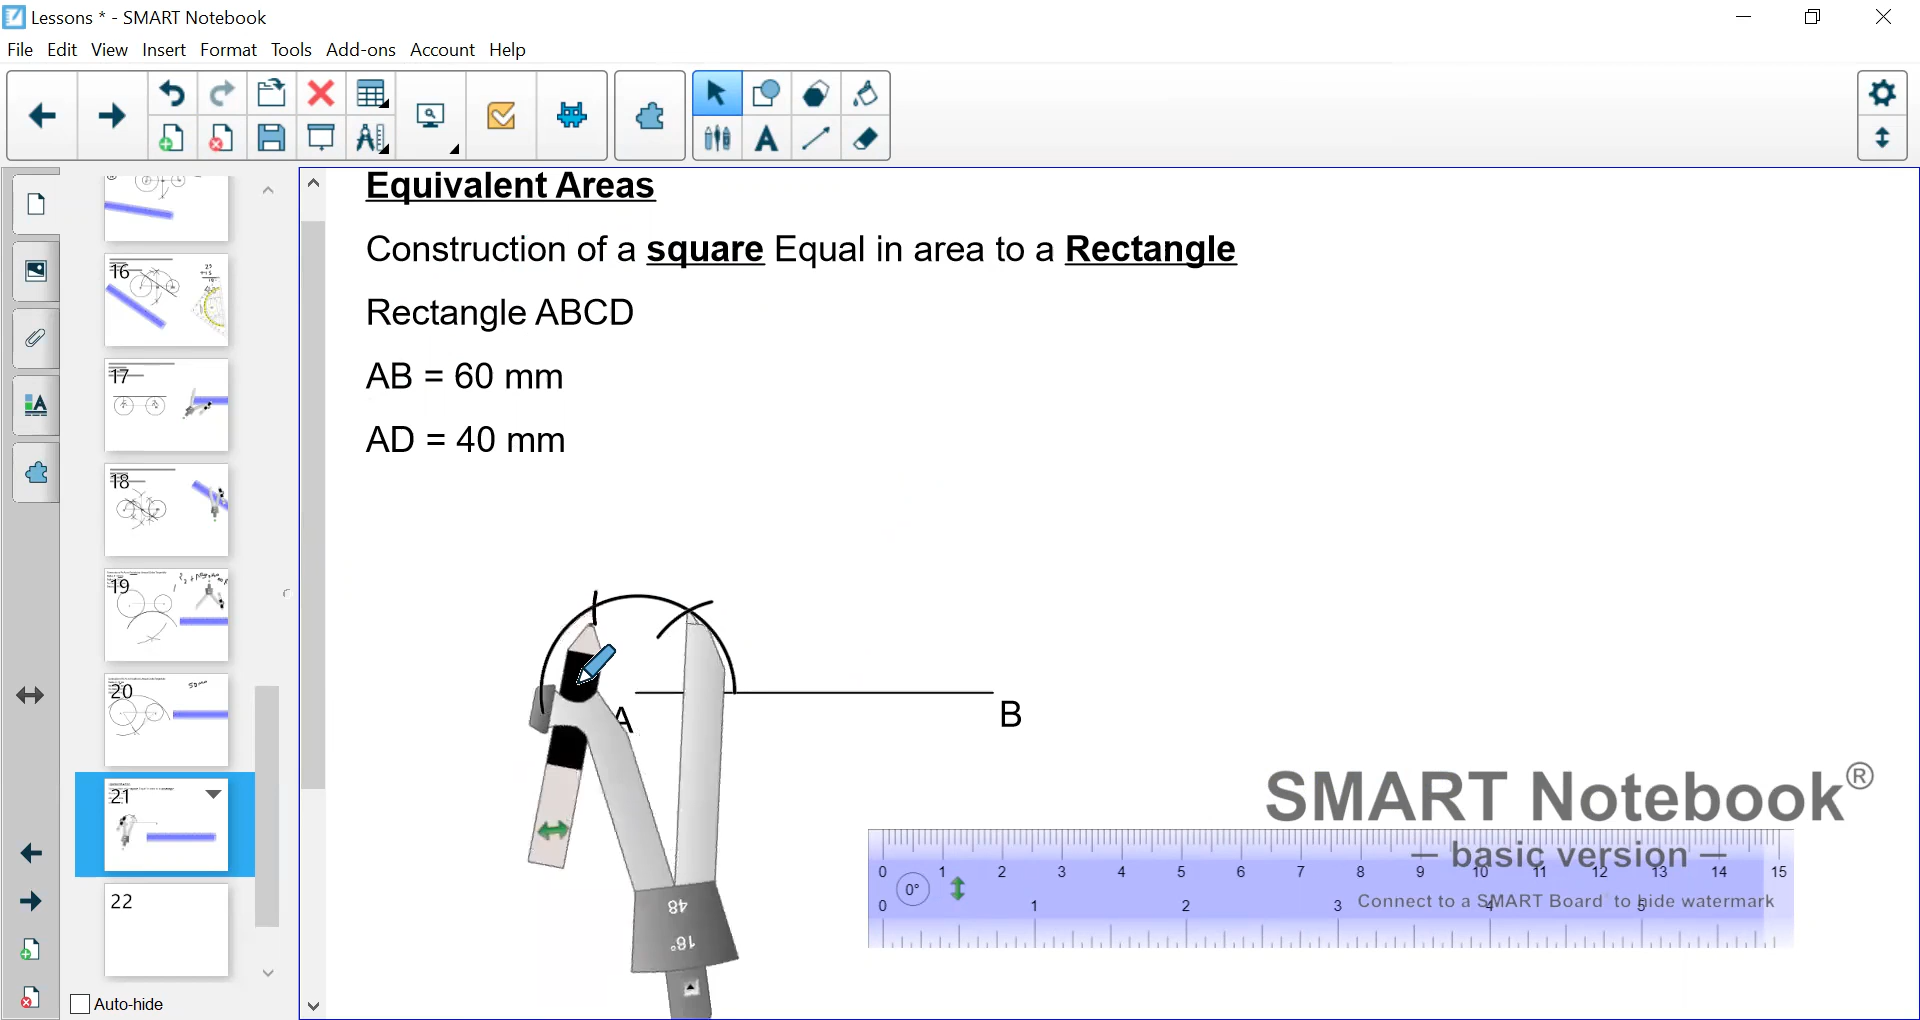 Lessons * - SMART Notebook
File Edit View Insert Format Tools Add-ons Account Help
Equivalent Areas
Construction of a square Equal in area to a Rectangle
Rectangle ABCD
AB = 60 mm
AD = 40 mm
A
B
48
18°
SMART Notebook®
— basic version —
Connect to a SMART Board to hide watermark
0 1 2 3 4 5 6 7 8 9 10 11 12 13 14 15
0°
0 1 2 3 4 5
16
17
18
19
20
21
22
Auto-hide